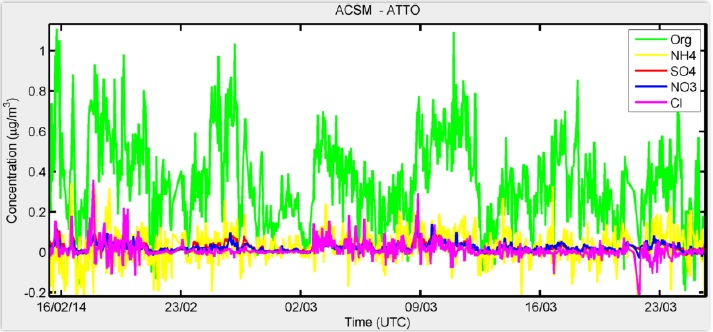 ACSM - ATTO
Concentration (µg/m³)
1
0.8
0.6
0.4
0.2
0
-0.2
Org
NH4
SO4
NO3
Cl
16/02/14 23/02 02/03 09/03 16/03 23/03
Time (UTC)